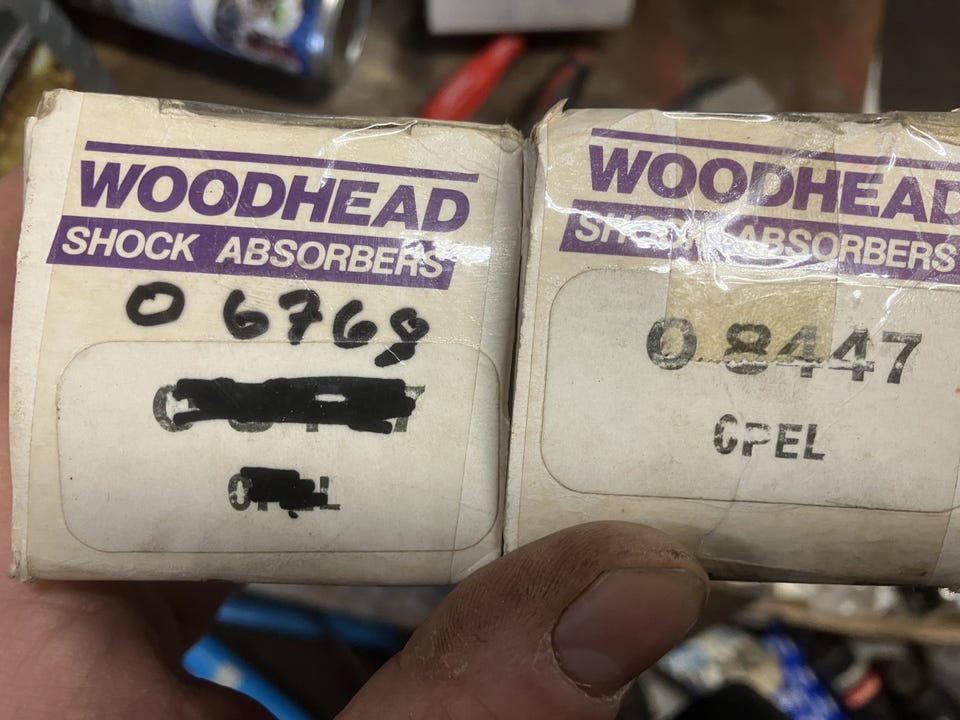 WOODHEAD
SHOCK ABSORBERS
0 6768
WOODHEAD
SHOCK ABSORBERS
0 8447
OPEL